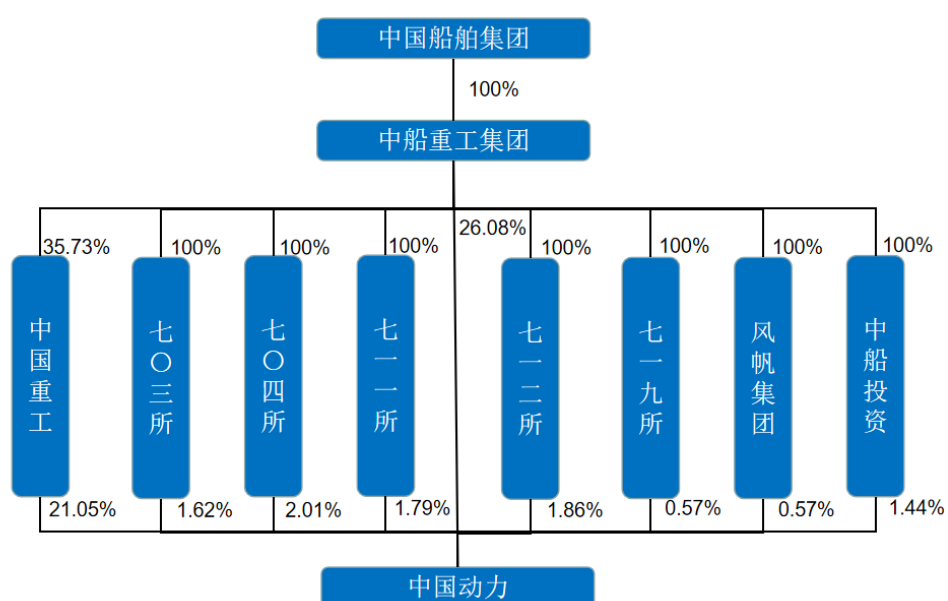 中国船舶集团
100%
中船重工集团
26.08%
35.73%
100%
100%
100%
100%
100%
100%
100%
中国重工
七〇三所
七〇四所
七一一所
七一二所
七一九所
风帆集团
中船投资
21.05%
1.62%
2.01%
1.79%
1.86%
0.57%
0.57%
1.44%
中国动力